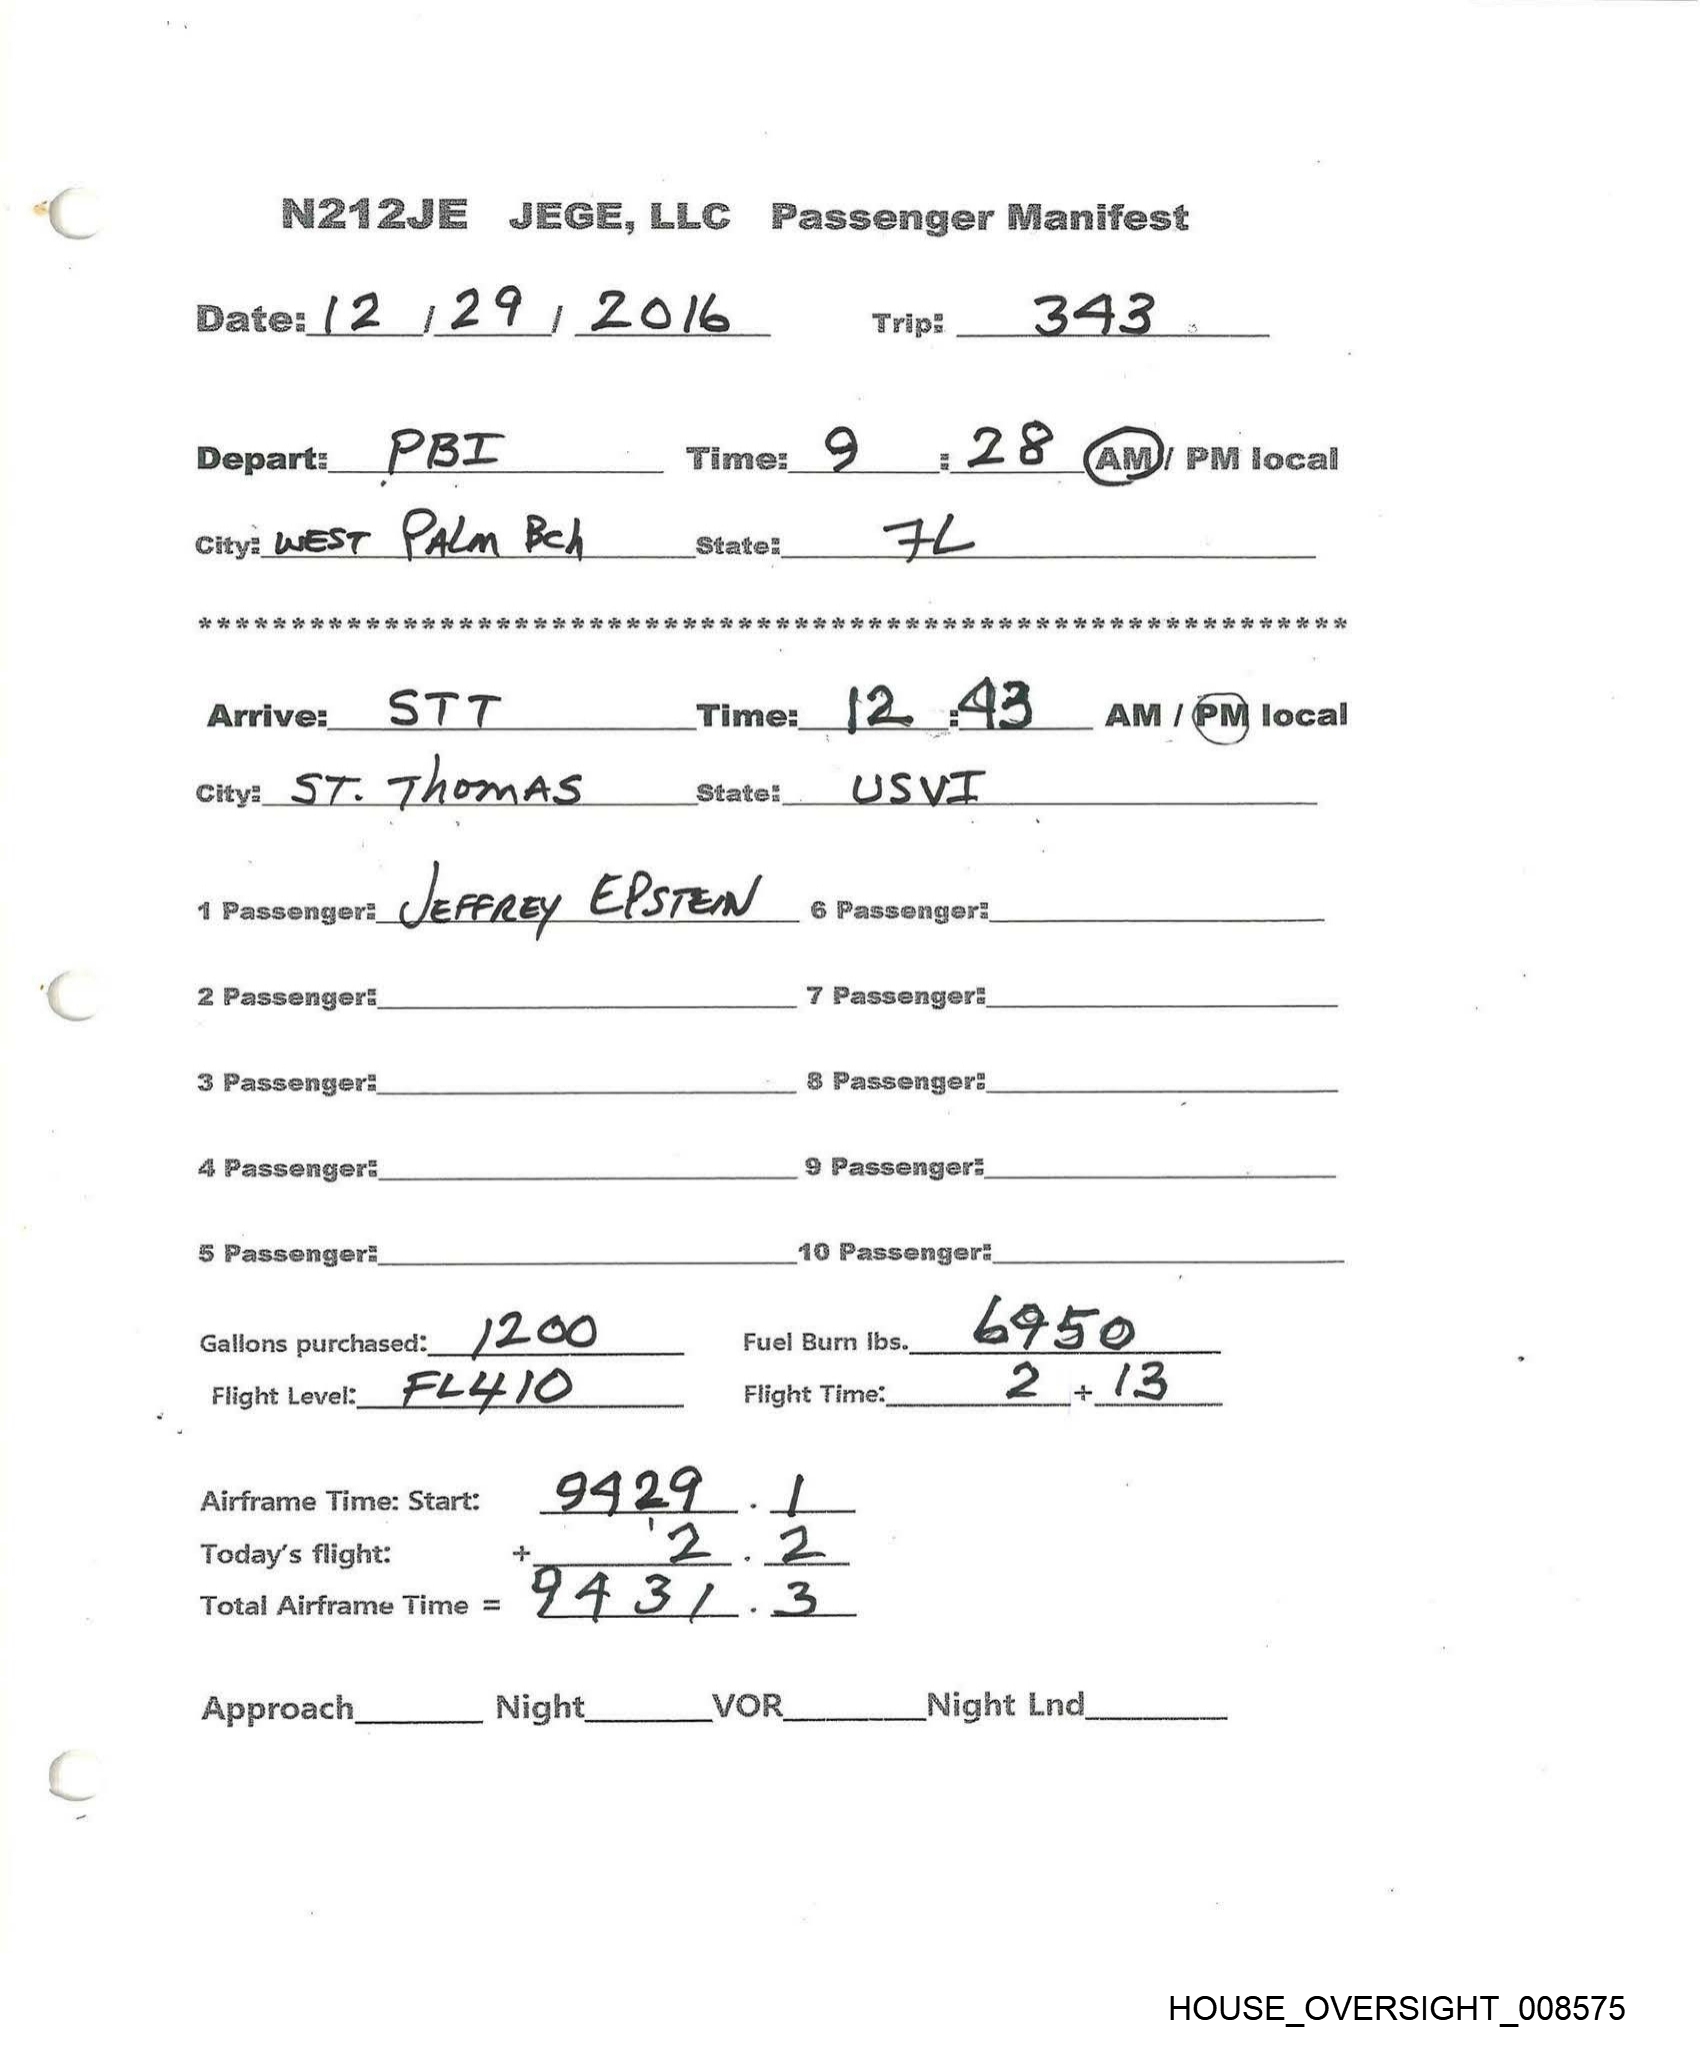 N212JE JEGE, LLC Passenger Manifest
Date: 12 / 29 / 2016 Trip: 343
Depart: PBI Time: 9 : 28 AM / PM local
City: WEST PALM Bch State: FL
**************************************************************
Arrive: STT Time: 12 : 43 AM / PM local
City: ST. ThomAS State: USVI
1 Passenger: JEFFREY EPSTEIN 6 Passenger:
2 Passenger: 7 Passenger:
3 Passenger: 8 Passenger:
4 Passenger: 9 Passenger:
5 Passenger: 10 Passenger:
Gallons purchased: 1200 Fuel Burn lbs. 6950
Flight Level: FL410 Flight Time: 2 + 13
Airframe Time: Start: 9429 . 1
Today's flight: + 2 . 2
Total Airframe Time = 9431 . 3
Approach Night VOR Night Lnd
HOUSE_OVERSIGHT_008575